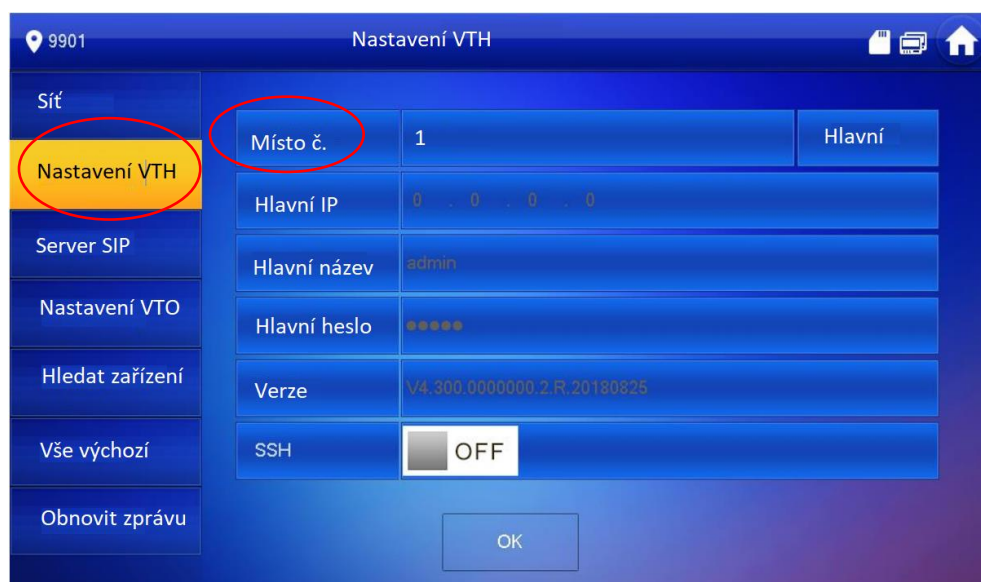 9901
Nastavení VTH
Síť
Nastavení VTH
Server SIP
Nastavení VTO
Hledat zařízení
Vše výchozí
Obnovit zprávu
Místo č. 1 Hlavní
Hlavní IP 0 . 0 . 0 . 0
Hlavní název admin
Hlavní heslo ●●●●●
Verze V4.300.0000000.2.R.20180825
SSH OFF
OK